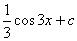 1/3 cos 3x + c